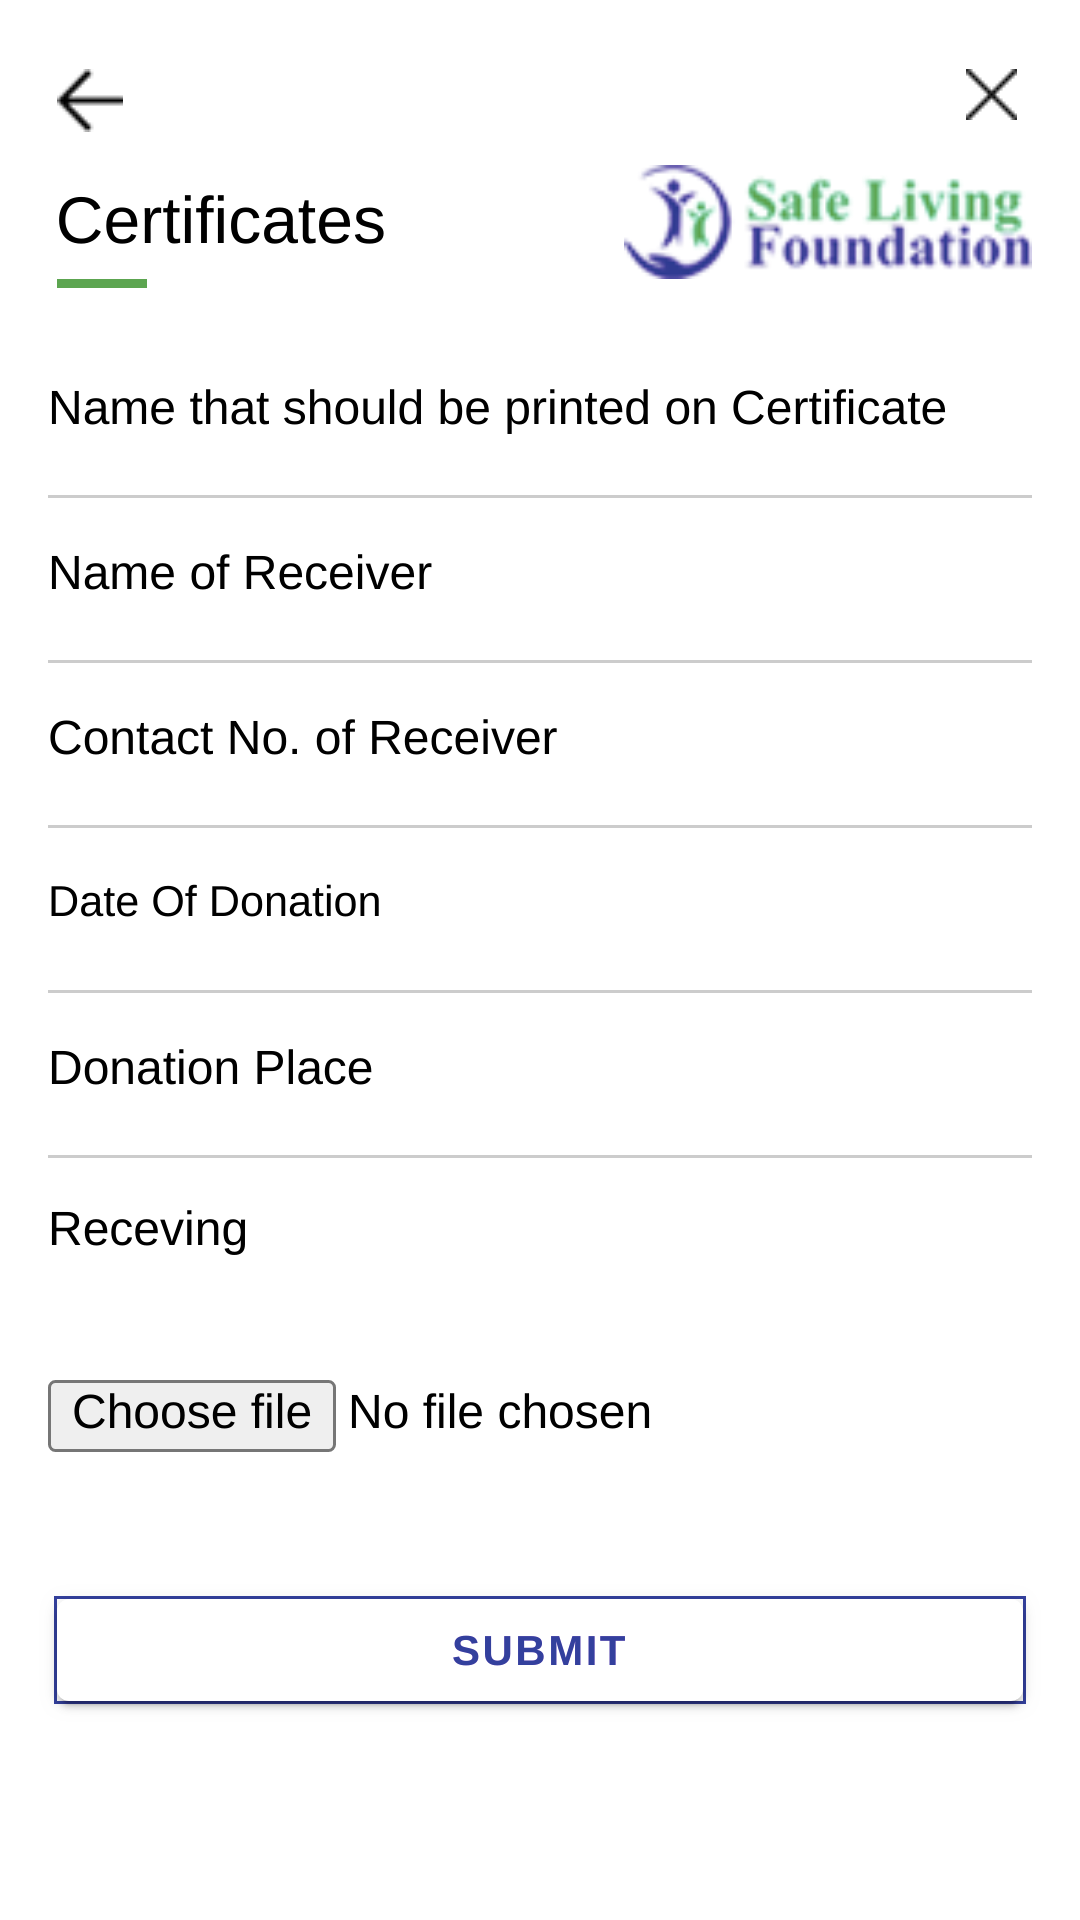 Certificates
Safe Living
Foundation
Name that should be printed on Certificate
Name of Receiver
Contact No. of Receiver
Date Of Donation
Donation Place
Receving
Choose file No file chosen
SUBMIT